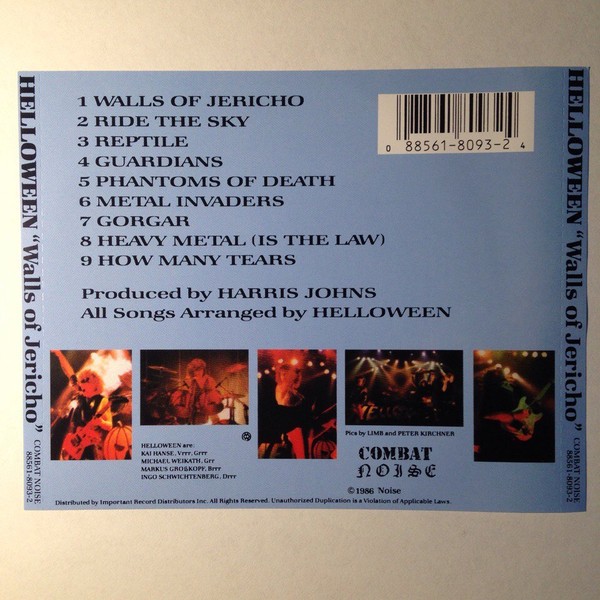 HELLOWEEN "Walls of Jericho" COMBAT NOISE 88561-8093-2
1 WALLS OF JERICHO
2 RIDE THE SKY
3 REPTILE
4 GUARDIANS
5 PHANTOMS OF DEATH
6 METAL INVADERS
7 GORGAR
8 HEAVY METAL (IS THE LAW)
9 HOW MANY TEARS
0 88561-8093-2 4
Produced by HARRIS JOHNS
All Songs Arranged by HELLOWEEN
HELLOWEEN are:
KAI HANSE, Vrrr, Grrr
MICHAEL WEIKATH, Grr
MARKUS GROßKOPF, Brrr
INGO SCHWICHTENBERG, Drrr
Pics by LIMB and PETER KIRCHNER
COMBAT
NOISE
©1986 Noise
Distributed by Important Record Distributors Inc. All Rights Reserved. Unauthorized Duplication is a Violation of Applicable Laws.
HELLOWEEN "Walls of Jericho" COMBAT NOISE 88561-8093-2